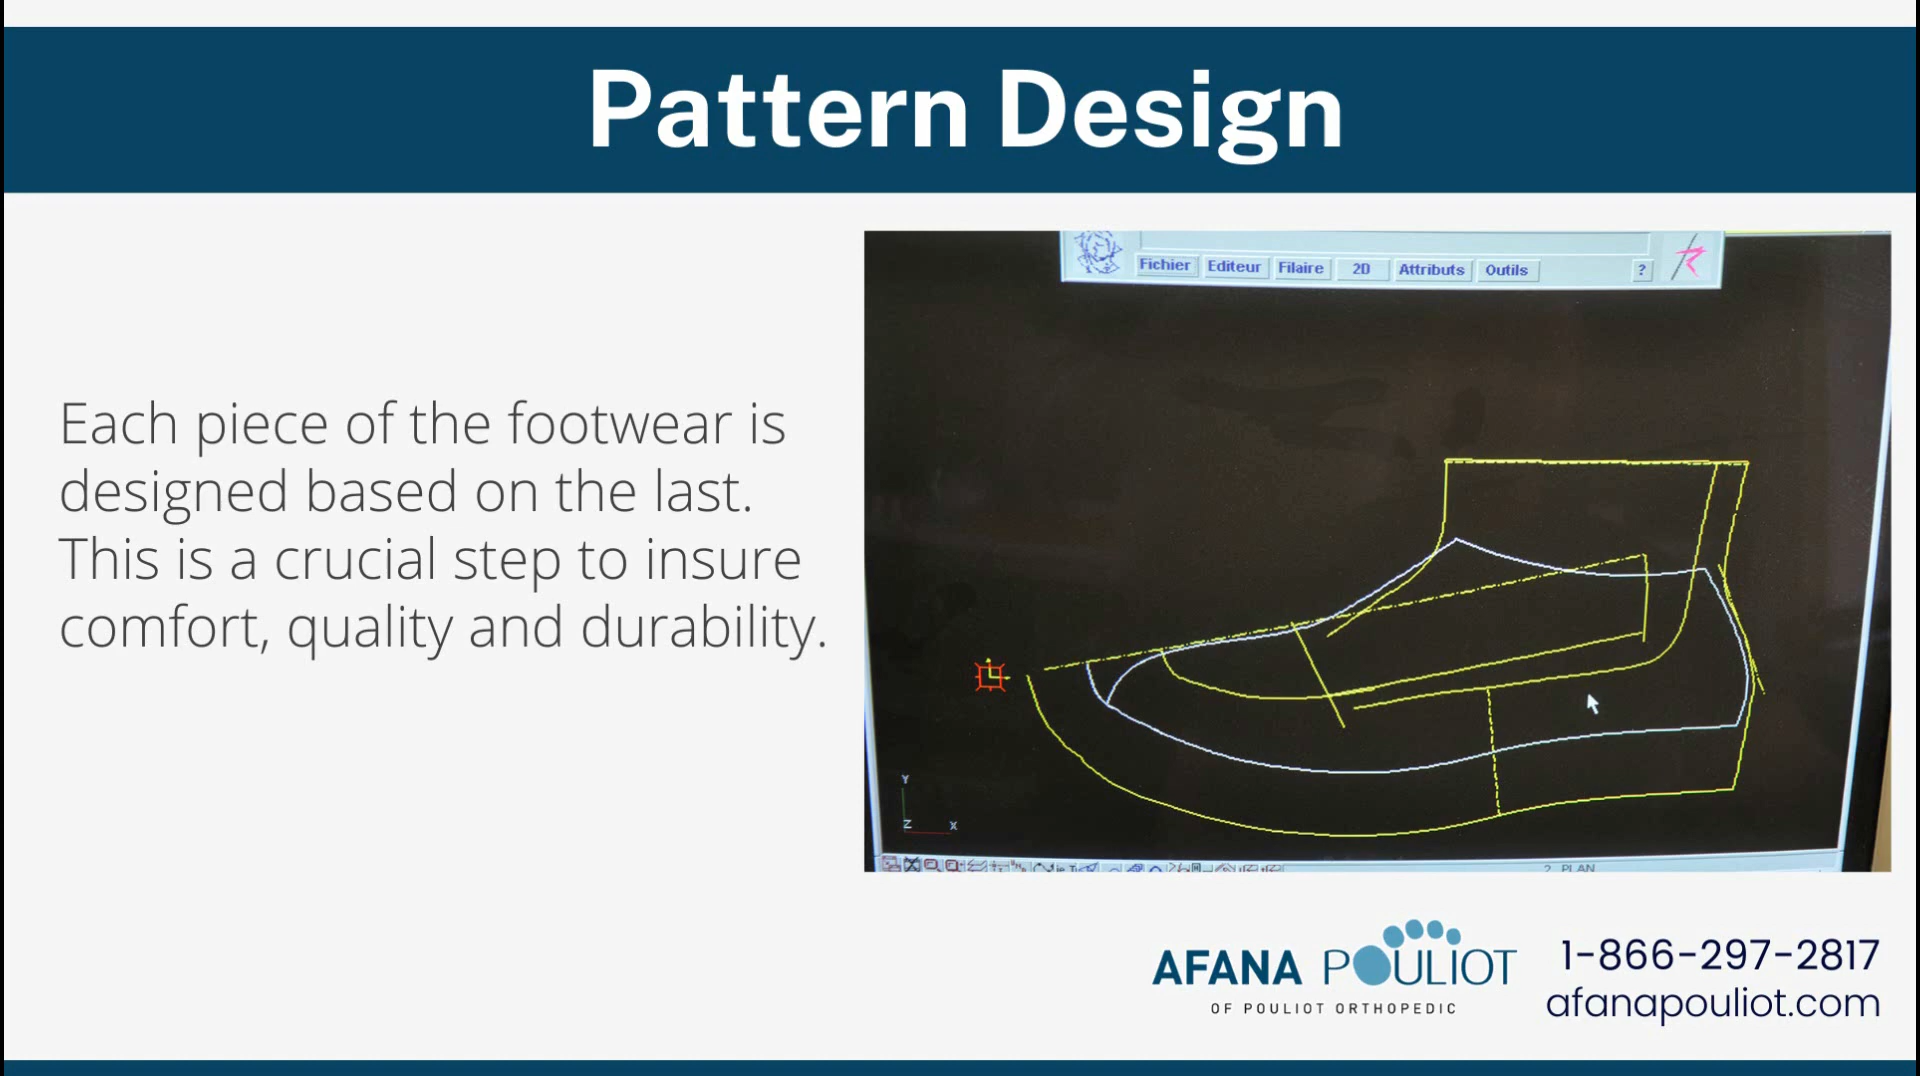 Pattern Design
Each piece of the footwear is
designed based on the last.
This is a crucial step to insure
comfort, quality and durability.
Fichier Editeur Filaire 2D Attributs Outils ?
Y
Z X
2 PLAN
AFANA POULIOT
OF POULIOT ORTHOPEDIC
1-866-297-2817
afanapouliot.com